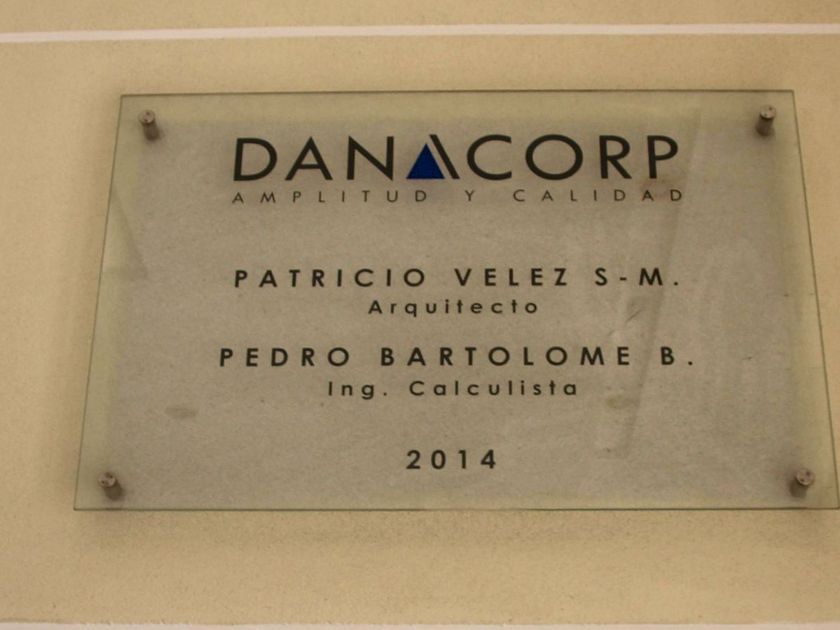 DANACORP
AMPLITUD Y CALIDAD
PATRICIO VELEZ S-M.
Arquitecto
PEDRO BARTOLOME B.
Ing. Calculista
2014